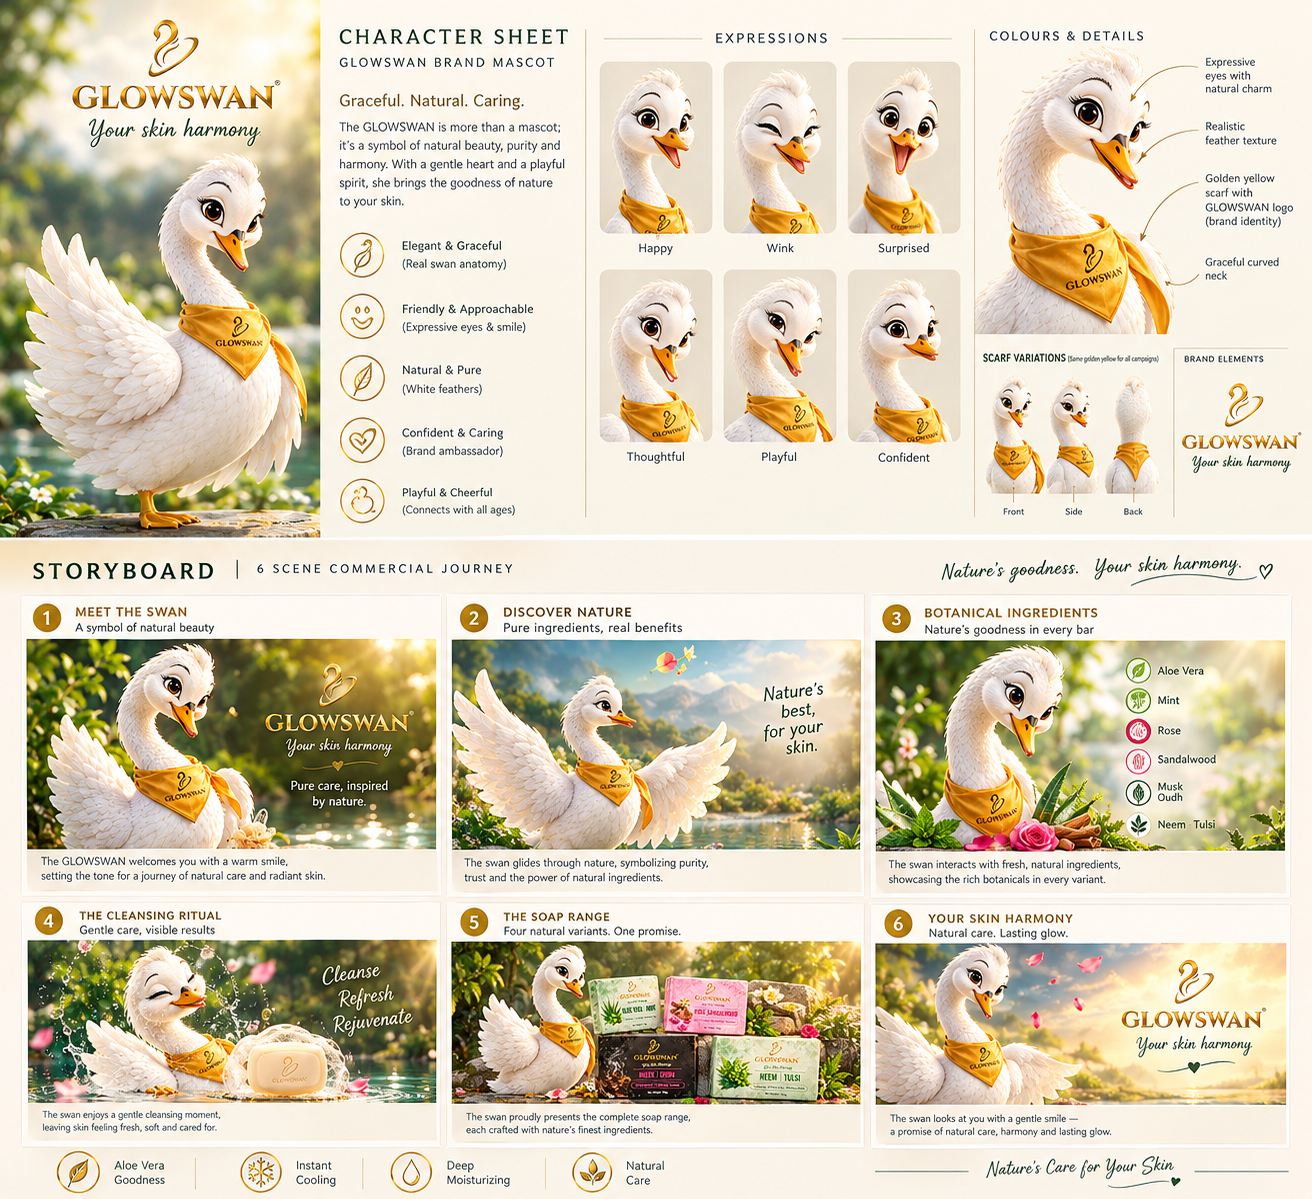 GLOWSWAN®
Your skin harmony
CHARACTER SHEET
GLOWSWAN BRAND MASCOT
Graceful. Natural. Caring.
The GLOWSWAN is more than a mascot;
it's a symbol of natural beauty, purity and
harmony. With a gentle heart and a playful
spirit, she brings the goodness of nature
to your skin.
Elegant & Graceful
(Real swan anatomy)
Friendly & Approachable
(Expressive eyes & smile)
Natural & Pure
(White feathers)
Confident & Caring
(Brand ambassador)
Playful & Cheerful
(Connects with all ages)
GLOWSWAN
EXPRESSIONS
Happy
Wink
Surprised
Thoughtful
Playful
Confident
COLOURS & DETAILS
Expressive
eyes with
natural charm
Realistic
feather texture
Golden yellow
scarf with
GLOWSWAN logo
(brand identity)
Graceful curved
neck
GLOWSWAN
SCARF VARIATIONS (Same golden yellow for all campaigns)
Front
Side
Back
BRAND ELEMENTS
GLOWSWAN®
Your skin harmony
STORYBOARD | 6 SCENE COMMERCIAL JOURNEY
Nature's goodness. Your skin harmony.
1 MEET THE SWAN
A symbol of natural beauty
GLOWSWAN
GLOWSWAN®
Your skin harmony
Pure care, inspired
by nature.
The GLOWSWAN welcomes you with a warm smile,
setting the tone for a journey of natural care and radiant skin.
2 DISCOVER NATURE
Pure ingredients, real benefits
Nature's
best,
for your
skin.
The swan glides through nature, symbolizing purity,
trust and the power of natural ingredients.
3 BOTANICAL INGREDIENTS
Nature's goodness in every bar
GLOWSWAN
Aloe Vera
Mint
Rose
Sandalwood
Musk
Oudh
Neem Tulsi
The swan interacts with fresh, natural ingredients,
showcasing the rich botanicals in every variant.
4 THE CLEANSING RITUAL
Gentle care, visible results
Cleanse
Refresh
Rejuvenate
GLOWSWAN
The swan enjoys a gentle cleansing moment,
leaving skin feeling fresh, soft and cared for.
5 THE SOAP RANGE
Four natural variants. One promise.
GLOWSWAN
GLOWSWAN
GLOWSWAN
GLOWSWAN
NEEM | TULSI
The swan proudly presents the complete soap range,
each crafted with nature's finest ingredients.
6 YOUR SKIN HARMONY
Natural care. Lasting glow.
GLOWSWAN®
Your skin harmony
The swan looks at you with a gentle smile —
a promise of natural care, harmony and lasting glow.
Aloe Vera
Goodness
Instant
Cooling
Deep
Moisturizing
Natural
Care
Nature's Care for Your Skin